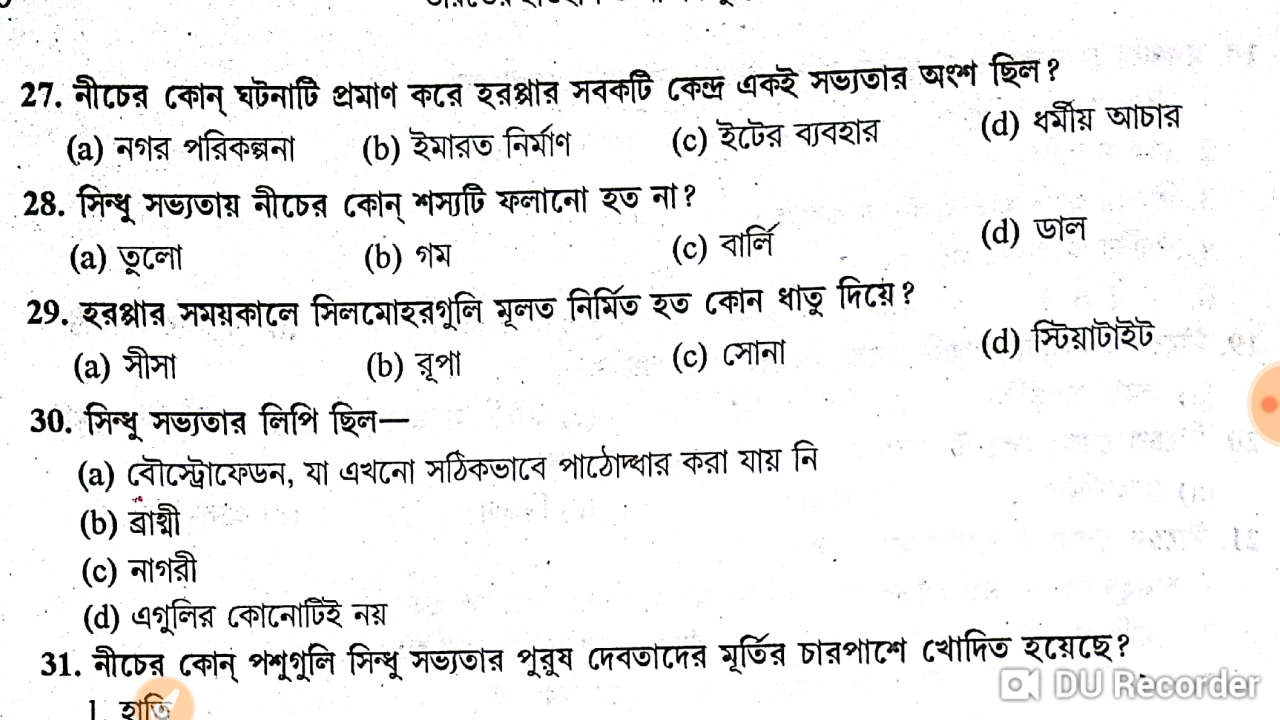 27. নীচের কোন্ ঘটনাটি প্রমাণ করে হরপ্পার সবকটি কেন্দ্র একই সভ্যতার অংশ ছিল?
(a) নগর পরিকল্পনা (b) ইমারত নির্মাণ (c) ইটের ব্যবহার (d) ধর্মীয় আচার
28. সিন্ধু সভ্যতায় নীচের কোন্ শস্যটি ফলানো হত না?
(a) তুলো (b) গম (c) বার্লি (d) ডাল
29. হরপ্পার সময়কালে সিলমোহরগুলি মূলত নির্মিত হত কোন ধাতু দিয়ে?
(a) সীসা (b) রূপা (c) সোনা (d) স্টিয়াটাইট
30. সিন্ধু সভ্যতার লিপি ছিল—
(a) বৌস্ট্রোফেডন, যা এখনো সঠিকভাবে পাঠোদ্ধার করা যায় নি
(b) ব্রাহ্মী
(c) নাগরী
(d) এগুলির কোনোটিই নয়
31. নীচের কোন্ পশুগুলি সিন্ধু সভ্যতার পুরুষ দেবতাদের মূর্তির চারপাশে খোদিত হয়েছে?
1. হাতি
DU Recorder